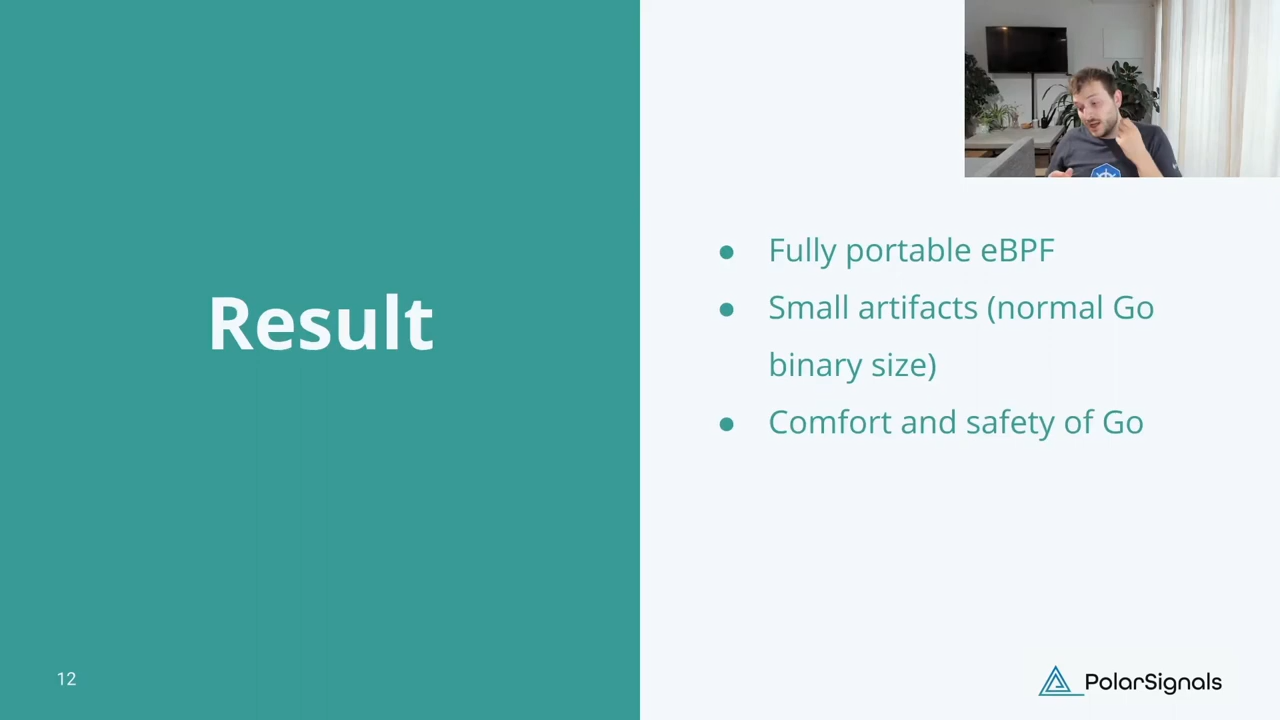 Result
● Fully portable eBPF
● Small artifacts (normal Go
binary size)
● Comfort and safety of Go
12
PolarSignals